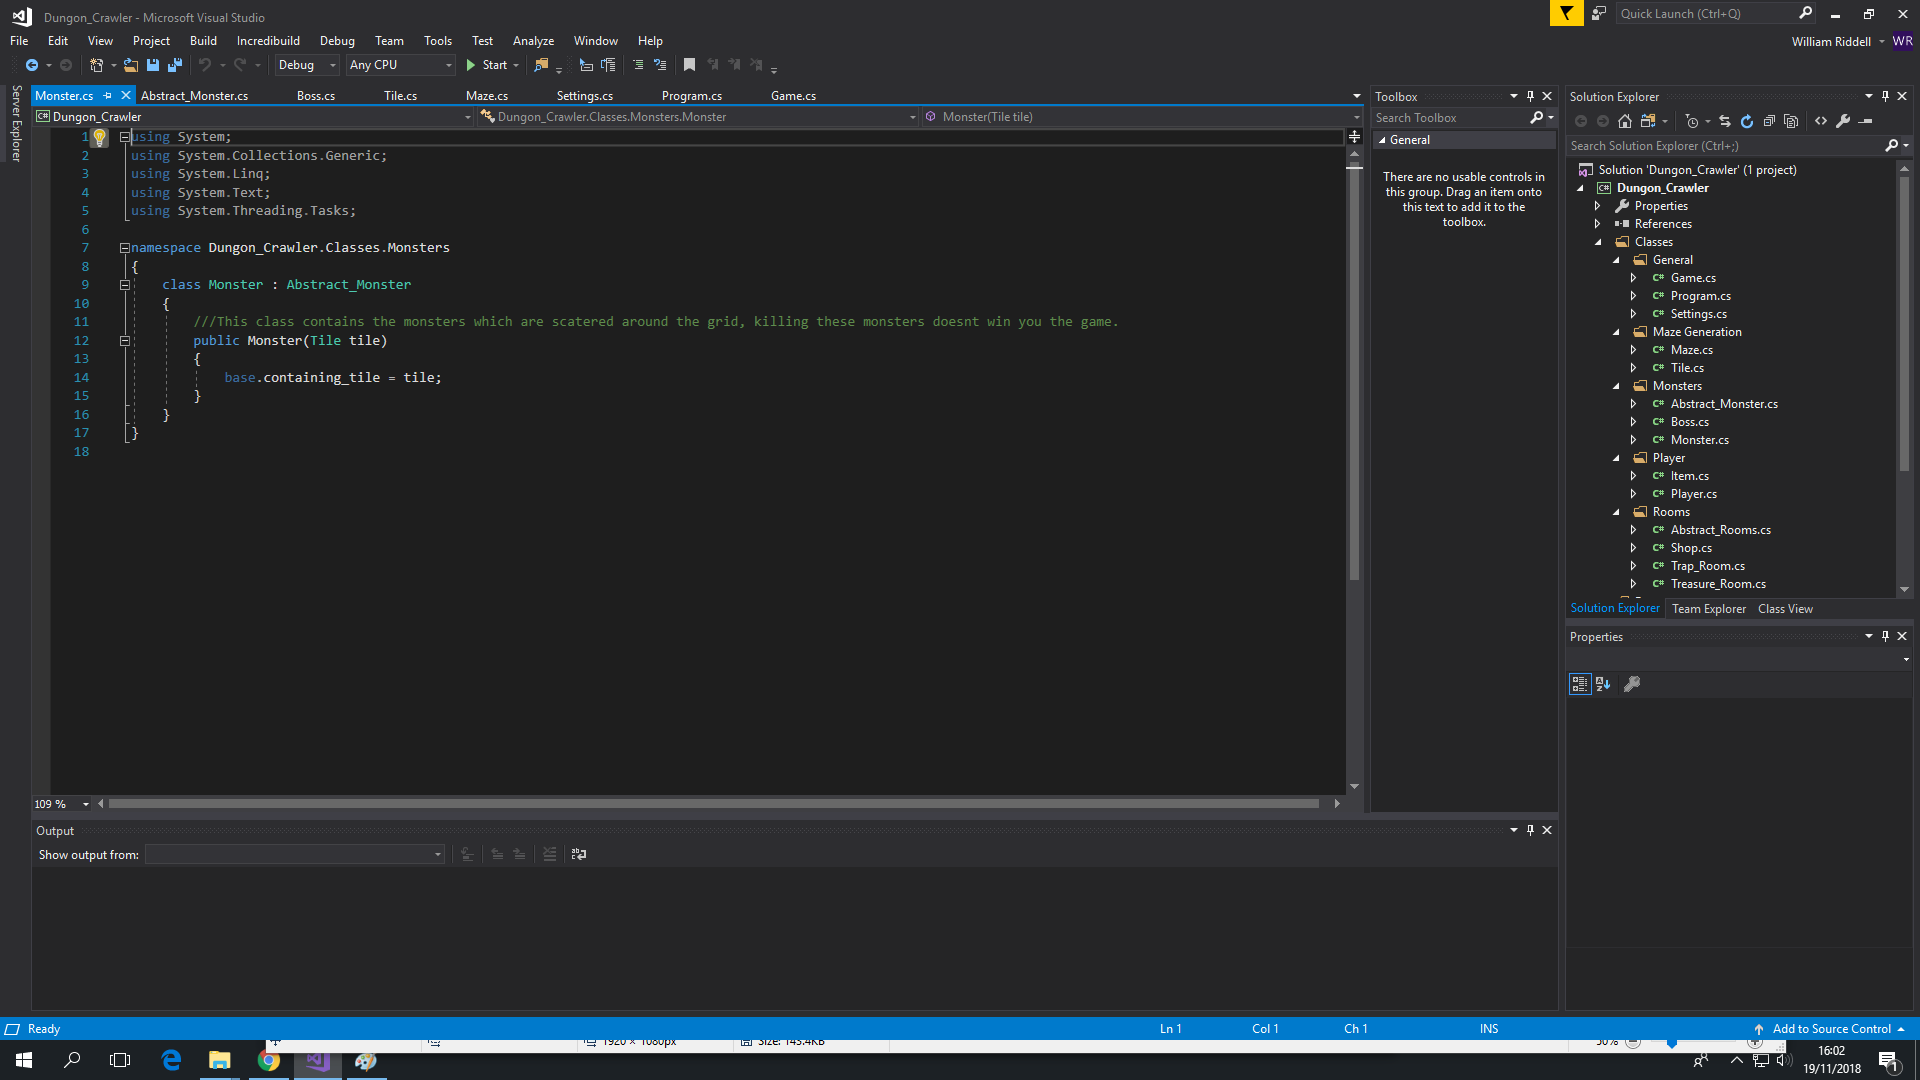 Dungon_Crawler - Microsoft Visual Studio
Quick Launch (Ctrl+Q)
File Edit View Project Build Incredibuild Debug Team Tools Test Analyze Window Help
William Riddell WR
Debug Any CPU Start
Server Explorer
Monster.cs Abstract_Monster.cs Boss.cs Tile.cs Maze.cs Settings.cs Program.cs Game.cs
Dungon_Crawler Dungon_Crawler.Classes.Monsters.Monster Monster(Tile tile)
1 using System;
2 using System.Collections.Generic;
3 using System.Linq;
4 using System.Text;
5 using System.Threading.Tasks;
6
7 namespace Dungon_Crawler.Classes.Monsters
8 {
9 class Monster : Abstract_Monster
10 {
11 ///This class contains the monsters which are scatered around the grid, killing these monsters doesnt win you the game.
12 public Monster(Tile tile)
13 {
14 base.containing_tile = tile;
15 }
16 }
17 }
18
109 %
Toolbox
Search Toolbox
General
There are no usable controls in
this group. Drag an item onto
this text to add it to the
toolbox.
Solution Explorer
Search Solution Explorer (Ctrl+;)
Solution 'Dungon_Crawler' (1 project)
C# Dungon_Crawler
Properties
References
Classes
General
C# Game.cs
C# Program.cs
C# Settings.cs
Maze Generation
C# Maze.cs
C# Tile.cs
Monsters
C# Abstract_Monster.cs
C# Boss.cs
C# Monster.cs
Player
C# Item.cs
C# Player.cs
Rooms
C# Abstract_Rooms.cs
C# Shop.cs
C# Trap_Room.cs
C# Treasure_Room.cs
Solution Explorer Team Explorer Class View
Properties
Output
Show output from:
Ready
Ln 1 Col 1 Ch 1 INS
Add to Source Control
1920 × 1080px Size: 143.4KB 50%
16:02
19/11/2018
1